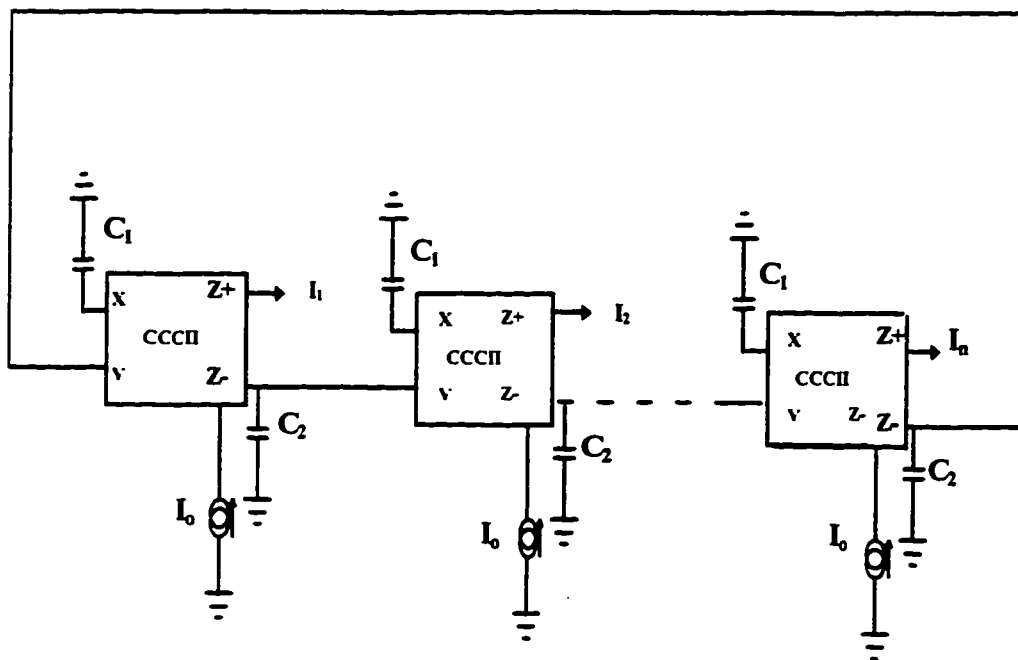 C₁
X
Z+
I₁
CCCII
Y
Z-
C₂
I₀
C₁
X
Z+
I₂
CCCII
Y
Z-
C₂
I₀
C₁
X
Z+
Iₙ
CCCII
Y
Z-
Z-
C₂
I₀